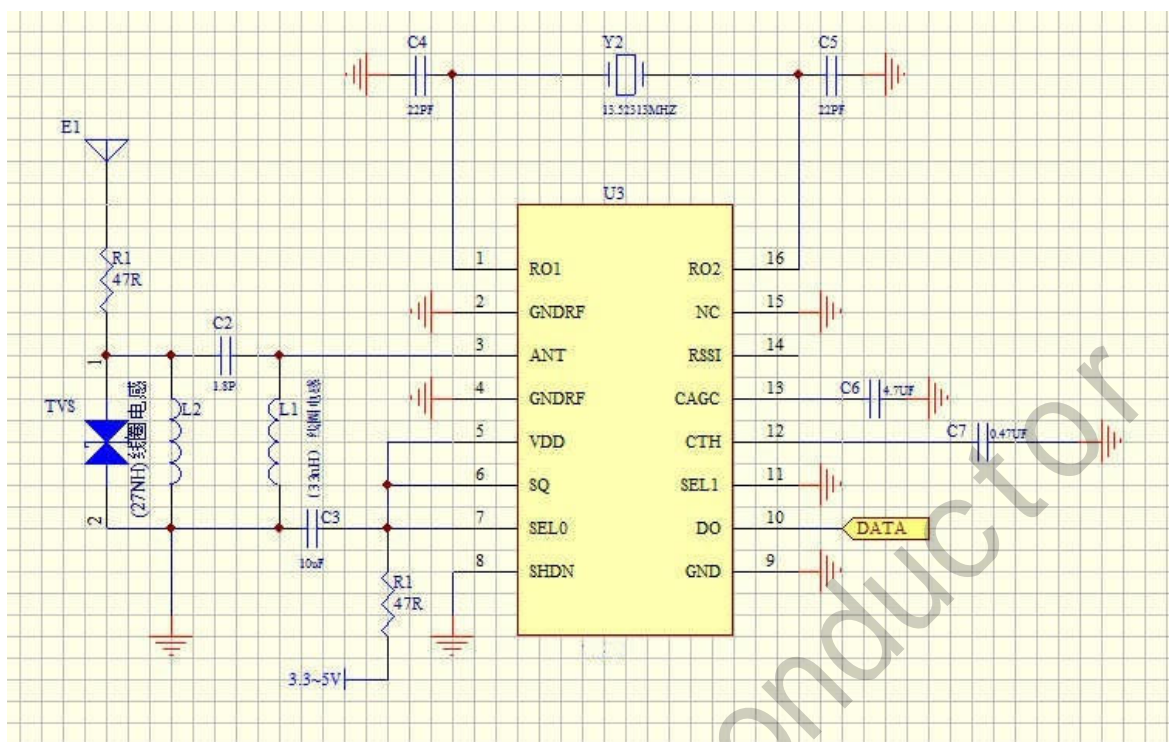 C4
Y2
C5
22PF
13.52313MHZ
22PF
E1
U3
R1
47R
1
RO1
RO2
16
2
GNDRF
NC
15
C2
3
ANT
RSSI
14
1
1.8P
4
GNDRF
CAGC
13
C6
4.7UF
TVS
(27NH)线圈电感
L2
L1
(33nH). 线圈电感
5
VDD
CTH
12
C7
0.47UF
6
SQ
SEL1
11
2
C3
10uF
7
SEL0
DO
10
DATA
8
SHDN
GND
9
R1
47R
3.3~5V
onductor